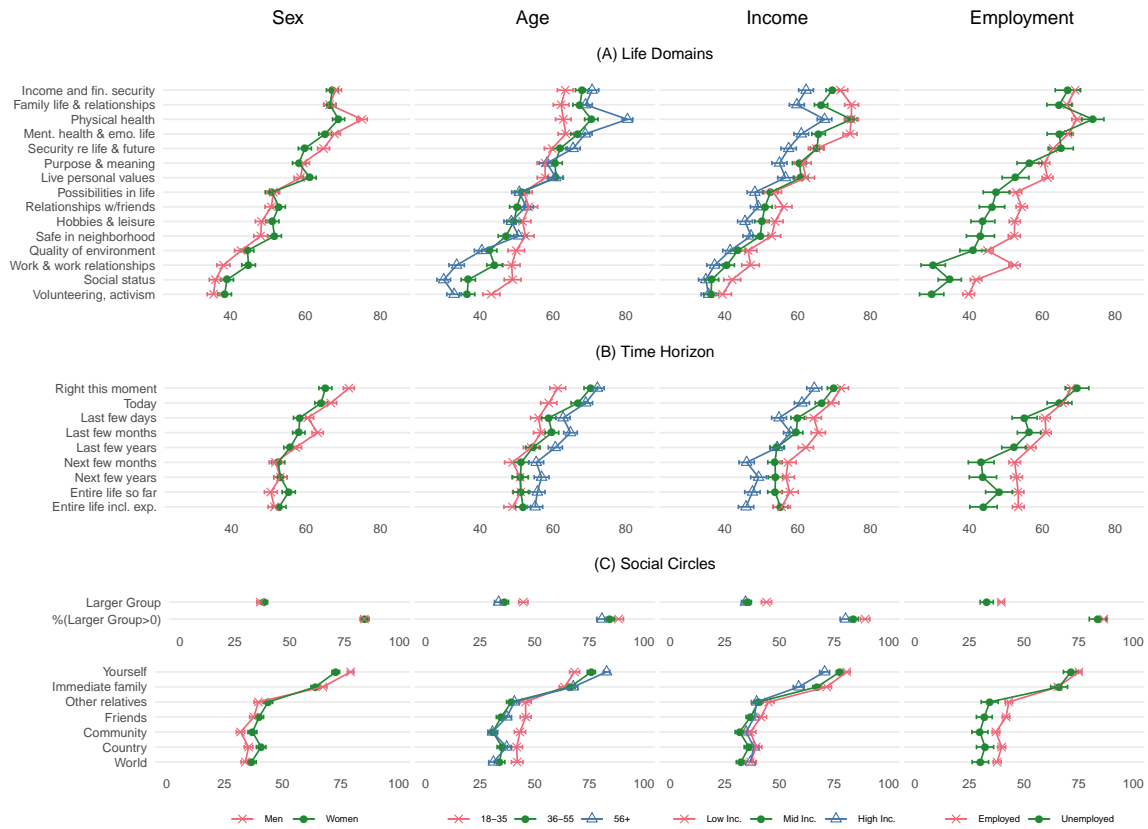 Sex Age Income Employment
(A) Life Domains
Income and fin. security
Family life & relationships
Physical health
Ment. health & emo. life
Security re life & future
Purpose & meaning
Live personal values
Possibilities in life
Relationships w/friends
Hobbies & leisure
Safe in neighborhood
Quality of environment
Work & work relationships
Social status
Volunteering, activism
40 60 80 40 60 80 40 60 80 40 60 80
(B) Time Horizon
Right this moment
Today
Last few days
Last few months
Last few years
Next few months
Next few years
Entire life so far
Entire life incl. exp.
40 60 80 40 60 80 40 60 80 40 60 80
(C) Social Circles
Larger Group
%(Larger Group>0)
0 25 50 75 100 0 25 50 75 100 0 25 50 75 100 0 25 50 75 100
Yourself
Immediate family
Other relatives
Friends
Community
Country
World
0 25 50 75 100 0 25 50 75 100 0 25 50 75 100 0 25 50 75 100
Men Women 18–35 36–55 56+ Low Inc. Mid Inc. High Inc. Employed Unemployed